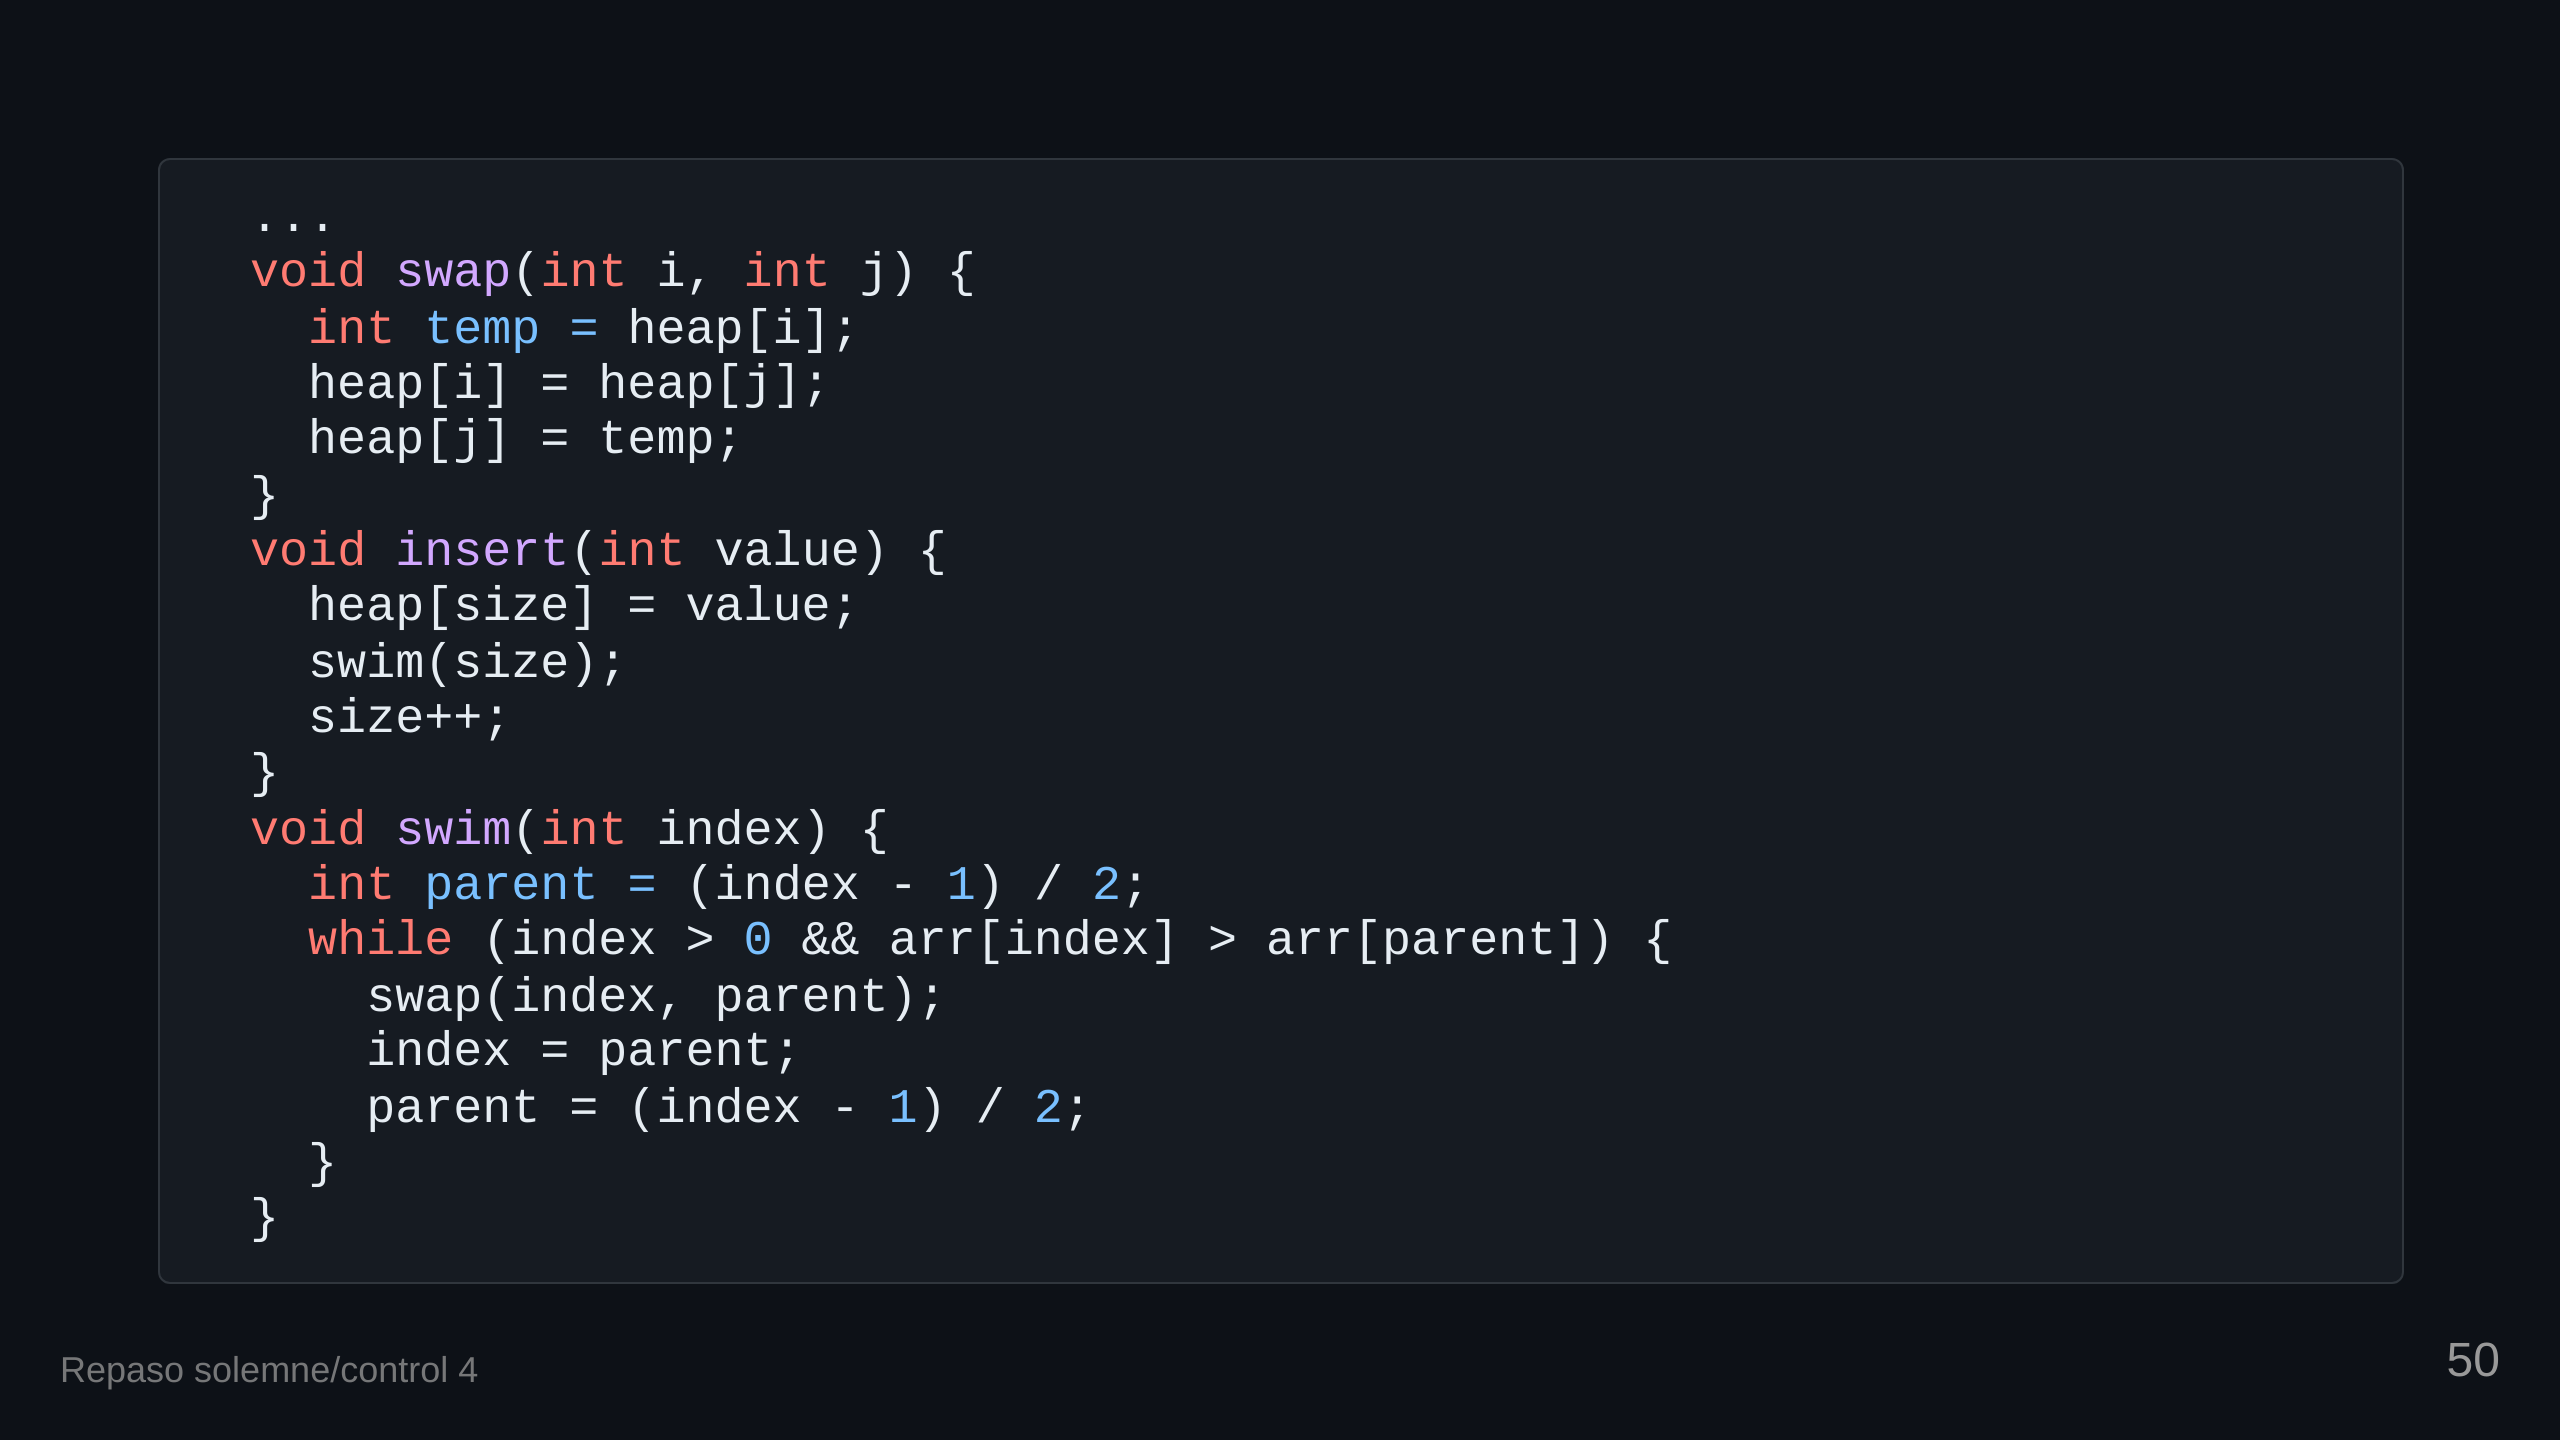 ...
void swap(int i, int j) {
  int temp = heap[i];
  heap[i] = heap[j];
  heap[j] = temp;
}
void insert(int value) {
  heap[size] = value;
  swim(size);
  size++;
}
void swim(int index) {
  int parent = (index - 1) / 2;
  while (index > 0 && arr[index] > arr[parent]) {
    swap(index, parent);
    index = parent;
    parent = (index - 1) / 2;
  }
}
Repaso solemne/control 4
50